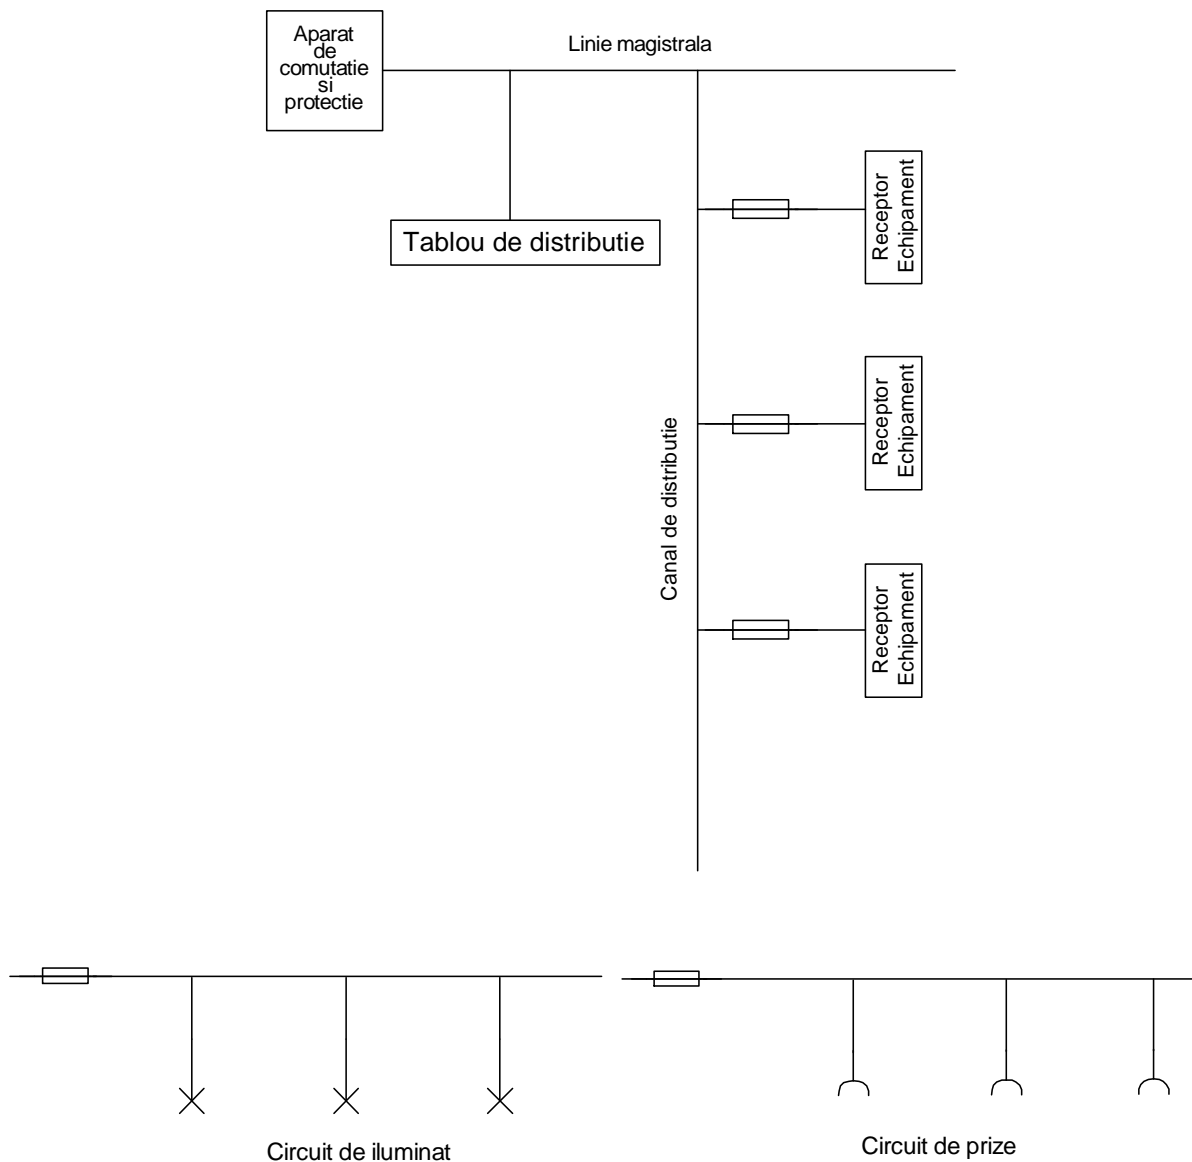 Aparat
de
comutatie
si
protectie
Linie magistrala
Tablou de distributie
Receptor
Echipament
Receptor
Echipament
Canal de distributie
Receptor
Echipament
Circuit de iluminat
Circuit de prize